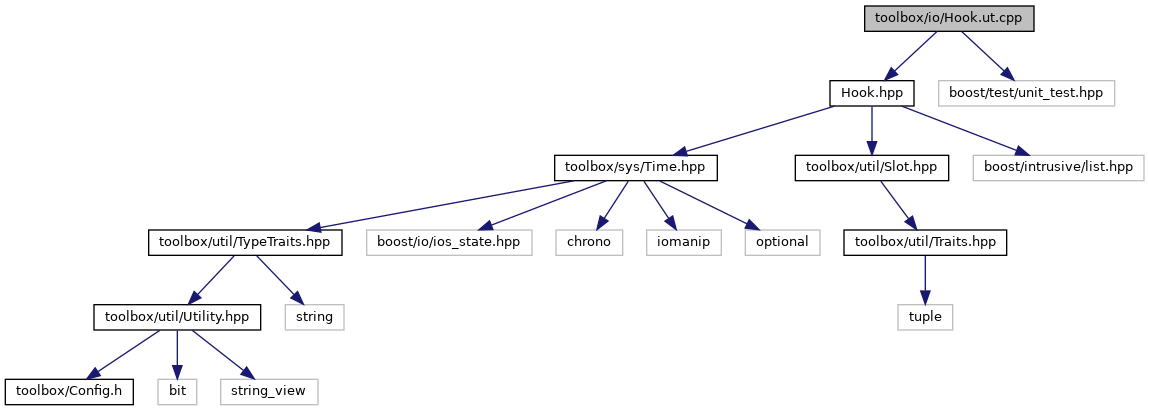 toolbox/io/Hook.ut.cpp
Hook.hpp
boost/test/unit_test.hpp
toolbox/sys/Time.hpp
toolbox/util/Slot.hpp
boost/intrusive/list.hpp
toolbox/util/TypeTraits.hpp
boost/io/ios_state.hpp
chrono
iomanip
optional
toolbox/util/Traits.hpp
toolbox/util/Utility.hpp
string
tuple
toolbox/Config.h
bit
string_view